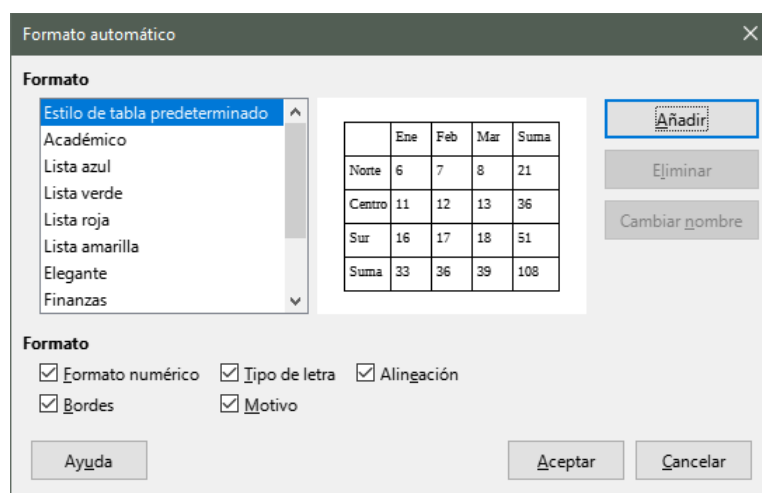 Formato automático
Formato
Estilo de tabla predeterminado
Académico
Lista azul
Lista verde
Lista roja
Lista amarilla
Elegante
Finanzas
Ene Feb Mar Suma
Norte 6 7 8 21
Centro 11 12 13 36
Sur 16 17 18 51
Suma 33 36 39 108
Añadir
Eliminar
Cambiar nombre
Formato
Formato numérico Tipo de letra Alineación
Bordes Motivo
Ayuda Aceptar Cancelar